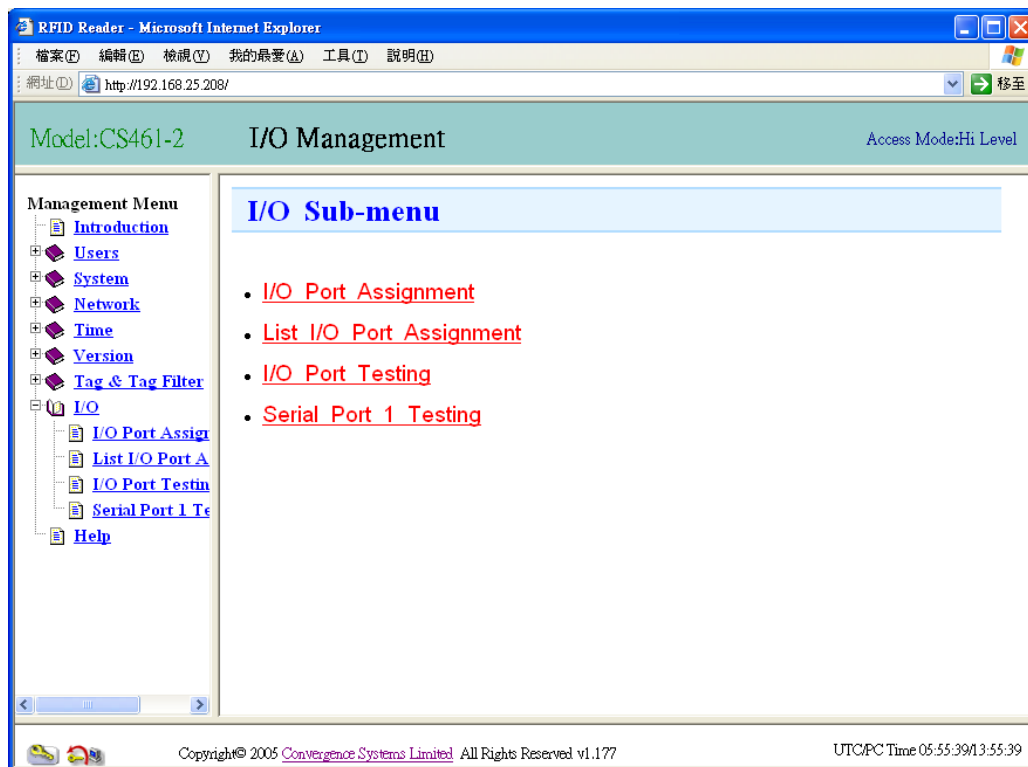 RFID Reader - Microsoft Internet Explorer
檔案(F) 編輯(E) 檢視(V) 我的最愛(A) 工具(T) 說明(H)
網址(D) http://192.168.25.208/ 移至
Model:CS461-2 I/O Management Access Mode:Hi Level
Management Menu
Introduction
Users
System
Network
Time
Version
Tag & Tag Filter
I/O
I/O Port Assign
List I/O Port A
I/O Port Testin
Serial Port 1 Te
Help
I/O Sub-menu
• I/O Port Assignment
• List I/O Port Assignment
• I/O Port Testing
• Serial Port 1 Testing
Copyright© 2005 Convergence Systems Limited All Rights Reserved v1.177 UTC/PC Time 05:55:39/13:55:39